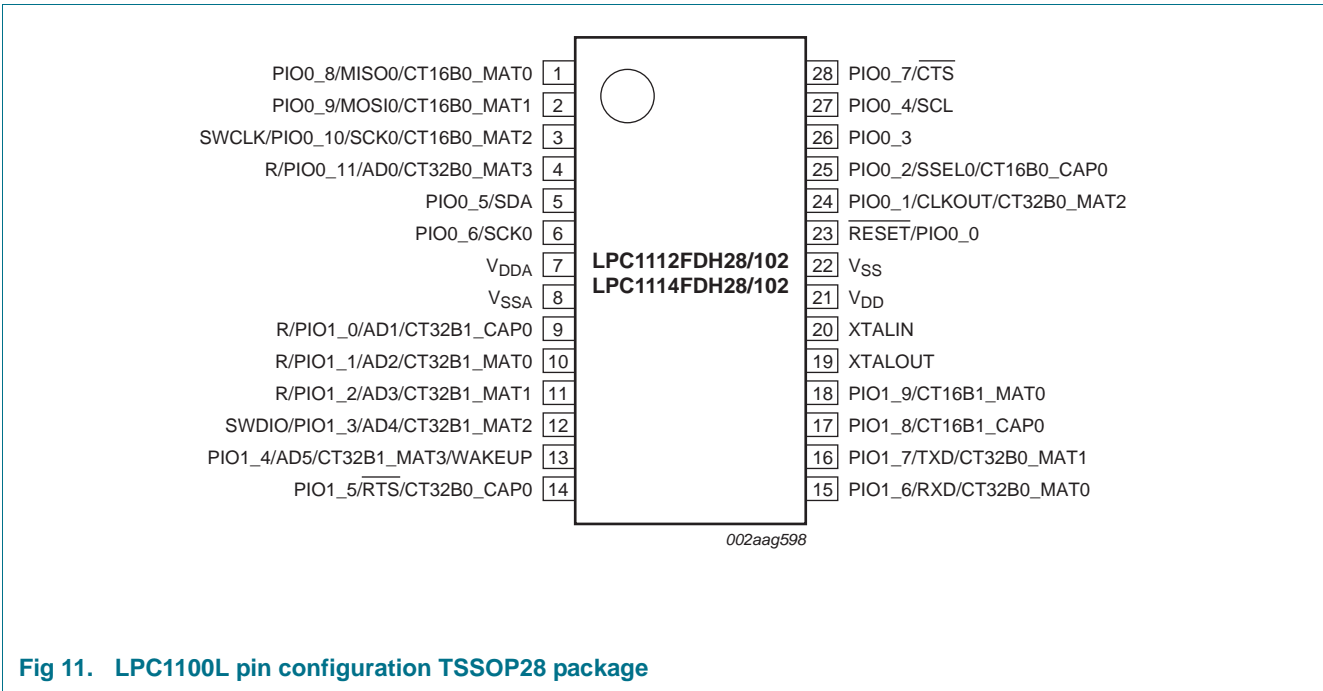 PIO0_8/MISO0/CT16B0_MAT0 1
PIO0_9/MOSI0/CT16B0_MAT1 2
SWCLK/PIO0_10/SCK0/CT16B0_MAT2 3
R/PIO0_11/AD0/CT32B0_MAT3 4
PIO0_5/SDA 5
PIO0_6/SCK0 6
VDDA 7
VSSA 8
R/PIO1_0/AD1/CT32B1_CAP0 9
R/PIO1_1/AD2/CT32B1_MAT0 10
R/PIO1_2/AD3/CT32B1_MAT1 11
SWDIO/PIO1_3/AD4/CT32B1_MAT2 12
PIO1_4/AD5/CT32B1_MAT3/WAKEUP 13
PIO1_5/RTS/CT32B0_CAP0 14
LPC1112FDH28/102
LPC1114FDH28/102
28 PIO0_7/CTS
27 PIO0_4/SCL
26 PIO0_3
25 PIO0_2/SSEL0/CT16B0_CAP0
24 PIO0_1/CLKOUT/CT32B0_MAT2
23 RESET/PIO0_0
22 VSS
21 VDD
20 XTALIN
19 XTALOUT
18 PIO1_9/CT16B1_MAT0
17 PIO1_8/CT16B1_CAP0
16 PIO1_7/TXD/CT32B0_MAT1
15 PIO1_6/RXD/CT32B0_MAT0
002aag598
Fig 11. LPC1100L pin configuration TSSOP28 package